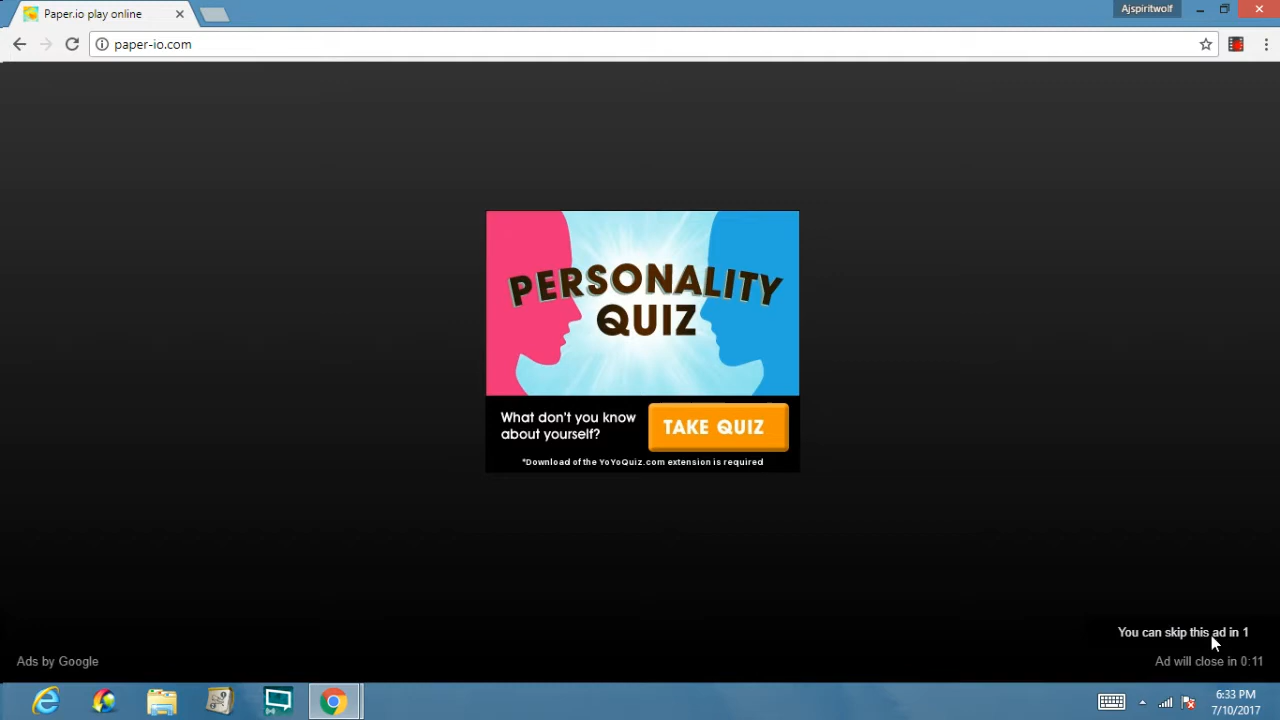 Paper.io play online
Ajspiritwolf
paper-io.com
PERSONALITY
QUIZ
What don't you know
about yourself?
TAKE QUIZ
*Download of the YoYoQuiz.com extension is required
You can skip this ad in 1
Ads by Google
Ad will close in 0:11
6:33 PM
7/10/2017